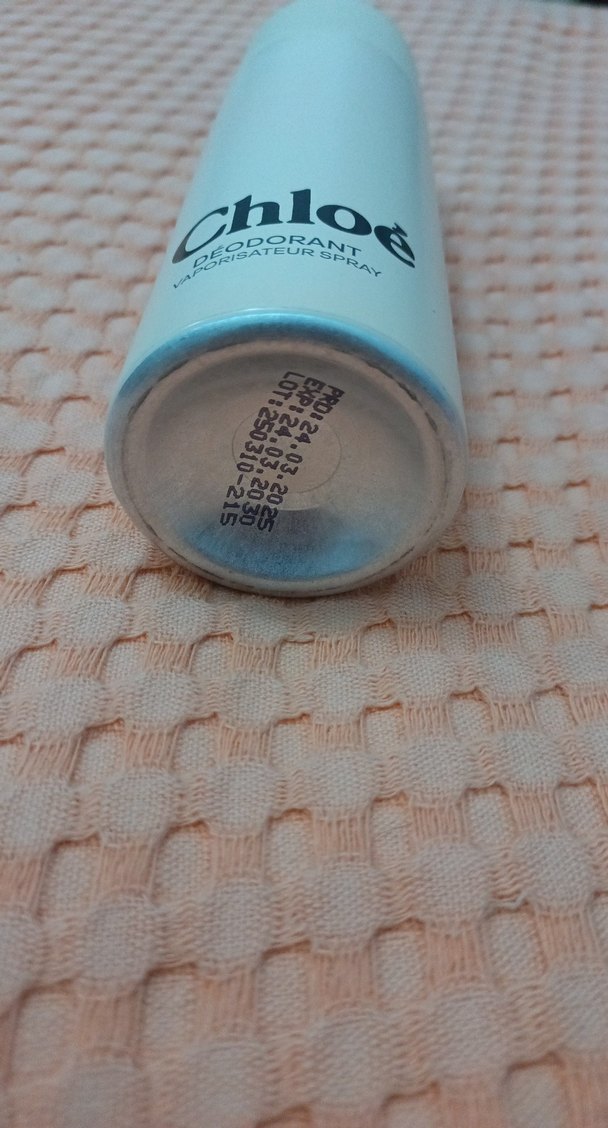 Chloé
DÉODORANT
VAPORISATEUR SPRAY
PRD:24.03.2025
EXP:24.03.2030
LOT:250310-215